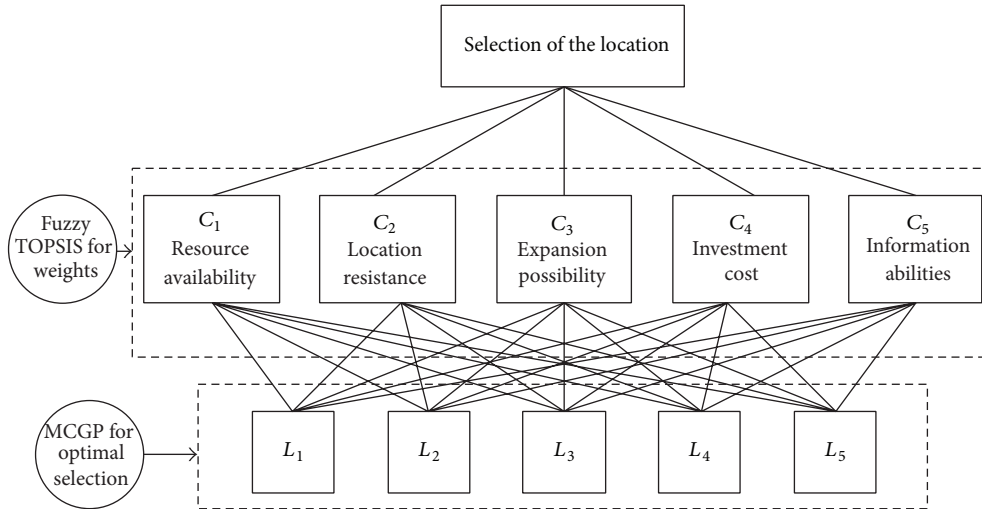 Selection of the location
Fuzzy
TOPSIS for
weights
C₁
Resource
availability
C₂
Location
resistance
C₃
Expansion
possibility
C₄
Investment
cost
C₅
Information
abilities
MCGP for
optimal
selection
L₁
L₂
L₃
L₄
L₅